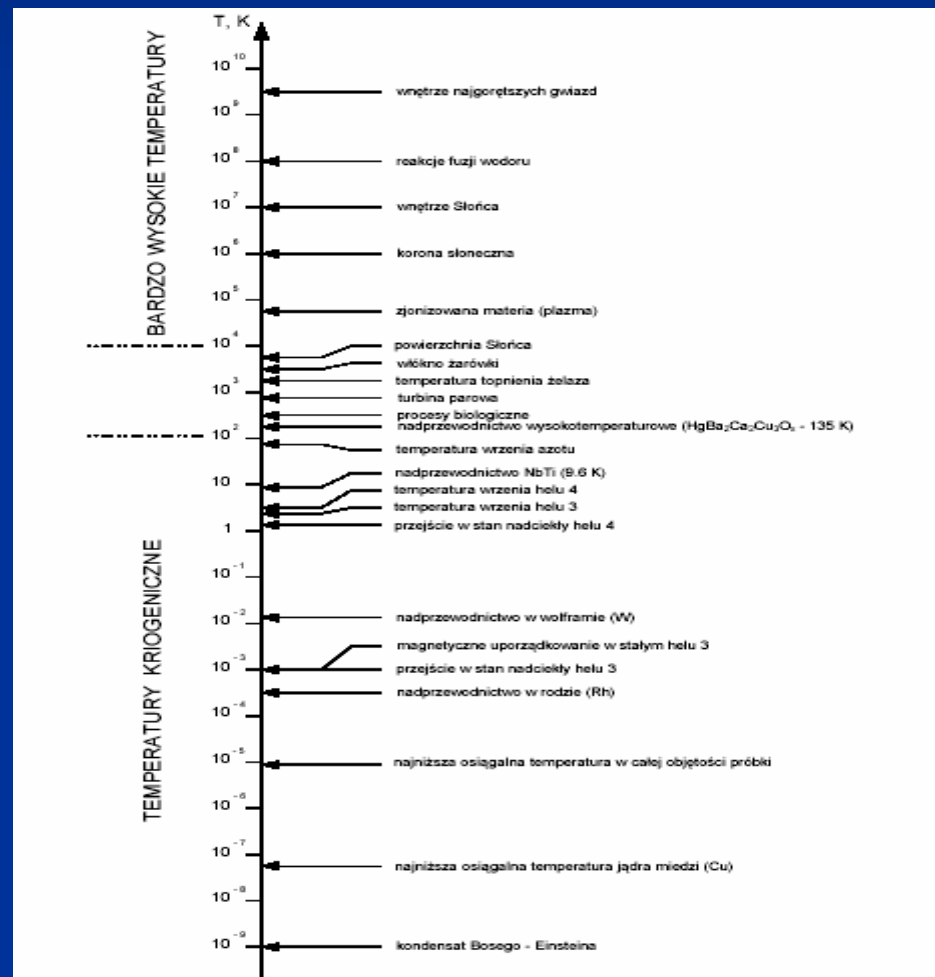 T, K
10¹⁰
wnętrze najgorętszych gwiazd
10⁹
10⁸
reakcje fuzji wodoru
10⁷
wnętrze Słońca
10⁶
korona słoneczna
10⁵
zjonizowana materia (plazma)
10⁴
powierzchnia Słońca
włókno żarówki
10³
temperatura topnienia żelaza
turbina parowa
procesy biologiczne
nadprzewodnictwo wysokotemperaturowe (HgBa₂Ca₂Cu₃Oₓ - 135 K)
10²
temperatura wrzenia azotu
nadprzewodnictwo NbTi (9.6 K)
10
temperatura wrzenia helu 4
temperatura wrzenia helu 3
przejście w stan nadciekły helu 4
1
10⁻¹
10⁻²
nadprzewodnictwo w wolframie (W)
magnetyczne uporządkowanie w stałym helu 3
10⁻³
przejście w stan nadciekły helu 3
nadprzewodnictwo w rodzie (Rh)
10⁻⁴
10⁻⁵
najniższa osiągalna temperatura w całej objętości próbki
10⁻⁶
10⁻⁷
najniższa osiągalna temperatura jądra miedzi (Cu)
10⁻⁸
10⁻⁹
kondensat Bosego - Einsteina
BARDZO WYSOKIE TEMPERATURY
TEMPERATURY KRIOGENICZNE